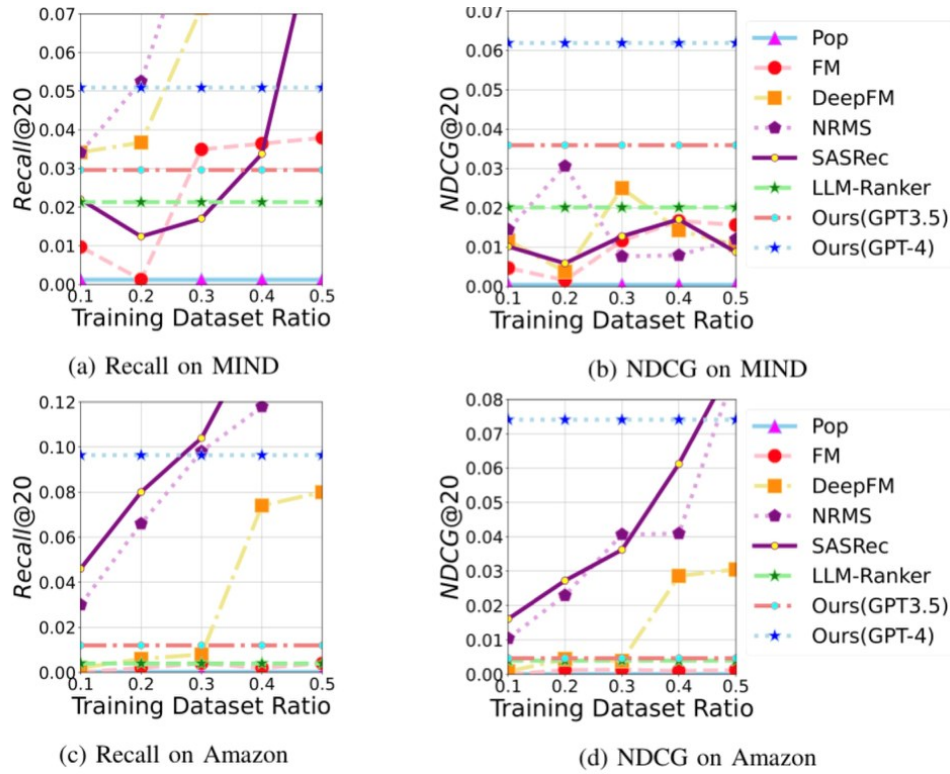 0.07
0.06
0.05
0.04
0.03
0.02
0.01
0.00
Recall@20
0.1 0.2 0.3 0.4 0.5
Training Dataset Ratio
(a) Recall on MIND
0.07
0.06
0.05
0.04
0.03
0.02
0.01
0.00
NDCG@20
0.1 0.2 0.3 0.4 0.5
Training Dataset Ratio
(b) NDCG on MIND
Pop
FM
DeepFM
NRMS
SASRec
LLM-Ranker
Ours(GPT3.5)
Ours(GPT-4)
0.12
0.10
0.08
0.06
0.04
0.02
0.00
Recall@20
0.1 0.2 0.3 0.4 0.5
Training Dataset Ratio
(c) Recall on Amazon
0.08
0.07
0.06
0.05
0.04
0.03
0.02
0.01
0.00
NDCG@20
0.1 0.2 0.3 0.4 0.5
Training Dataset Ratio
(d) NDCG on Amazon
Pop
FM
DeepFM
NRMS
SASRec
LLM-Ranker
Ours(GPT3.5)
Ours(GPT-4)